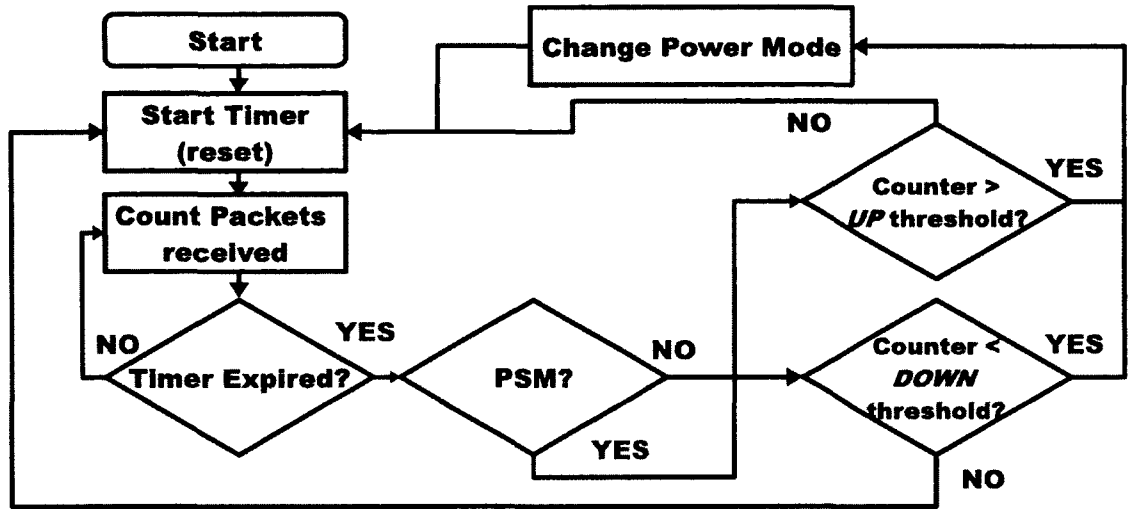 Start
Change Power Mode
Start Timer
(reset)
NO
Counter >
UP threshold?
YES
Count Packets
received
NO
Timer Expired?
YES
PSM?
NO
YES
Counter <
DOWN
threshold?
YES
NO